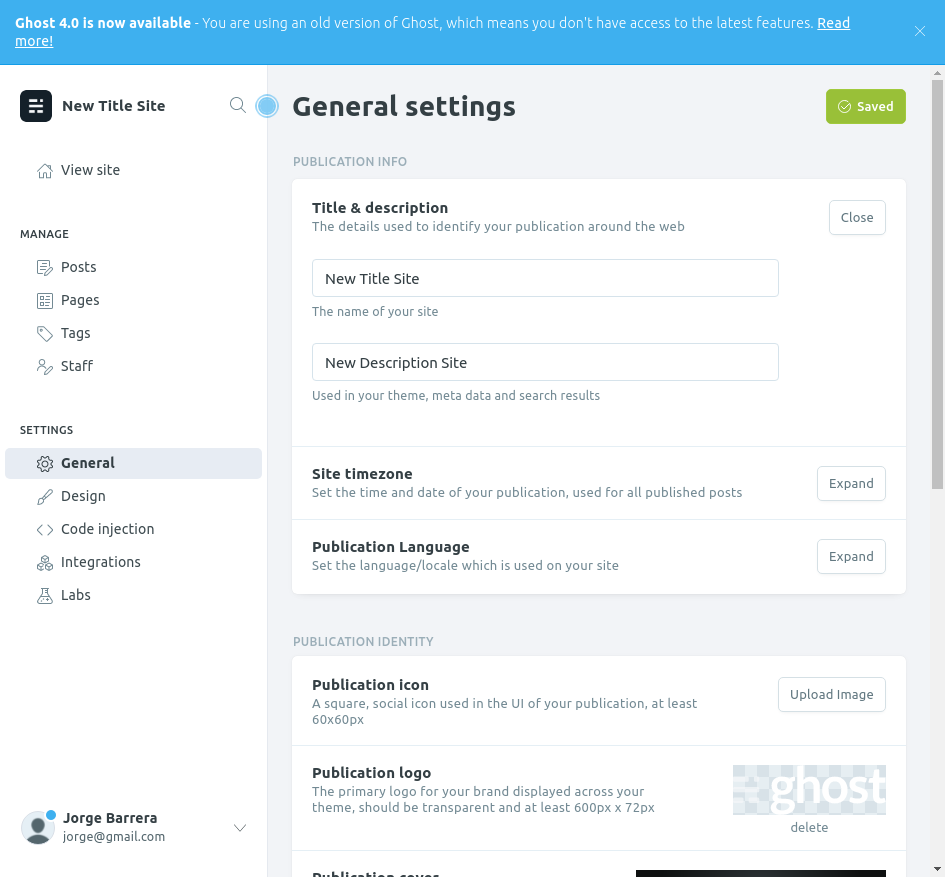 Ghost 4.0 is now available - You are using an old version of Ghost, which means you don't have access to the latest features. Read
more!
New Title Site
View site
MANAGE
Posts
Pages
Tags
Staff
SETTINGS
General
Design
Code injection
Integrations
Labs
Jorge Barrera
jorge@gmail.com
General settings
Saved
PUBLICATION INFO
Title & description
The details used to identify your publication around the web
Close
New Title Site
The name of your site
New Description Site
Used in your theme, meta data and search results
Site timezone
Set the time and date of your publication, used for all published posts
Expand
Publication Language
Set the language/locale which is used on your site
Expand
PUBLICATION IDENTITY
Publication icon
A square, social icon used in the UI of your publication, at least
60x60px
Upload Image
Publication logo
The primary logo for your brand displayed across your
theme, should be transparent and at least 600px x 72px
ghost
delete
Publication cover